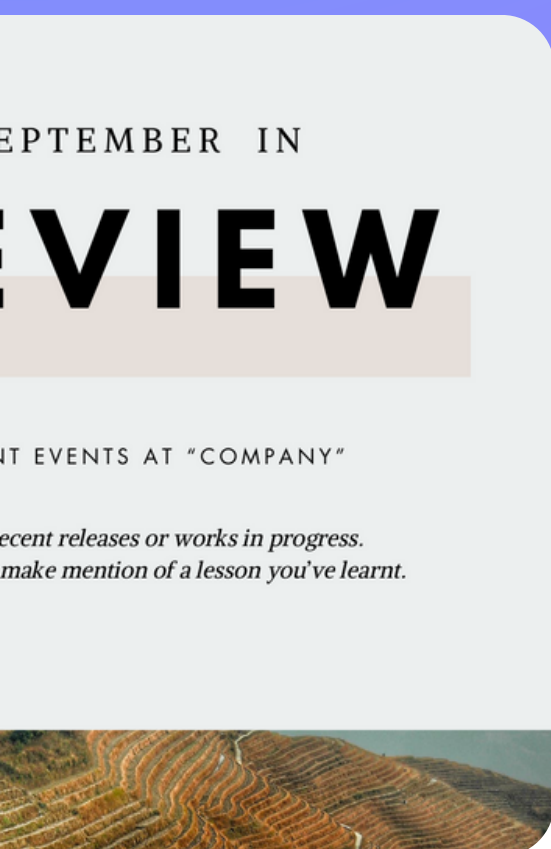 EPTEMBER IN
EVIEW
NT EVENTS AT “COMPANY”
ecent releases or works in progress.
make mention of a lesson you’ve learnt.